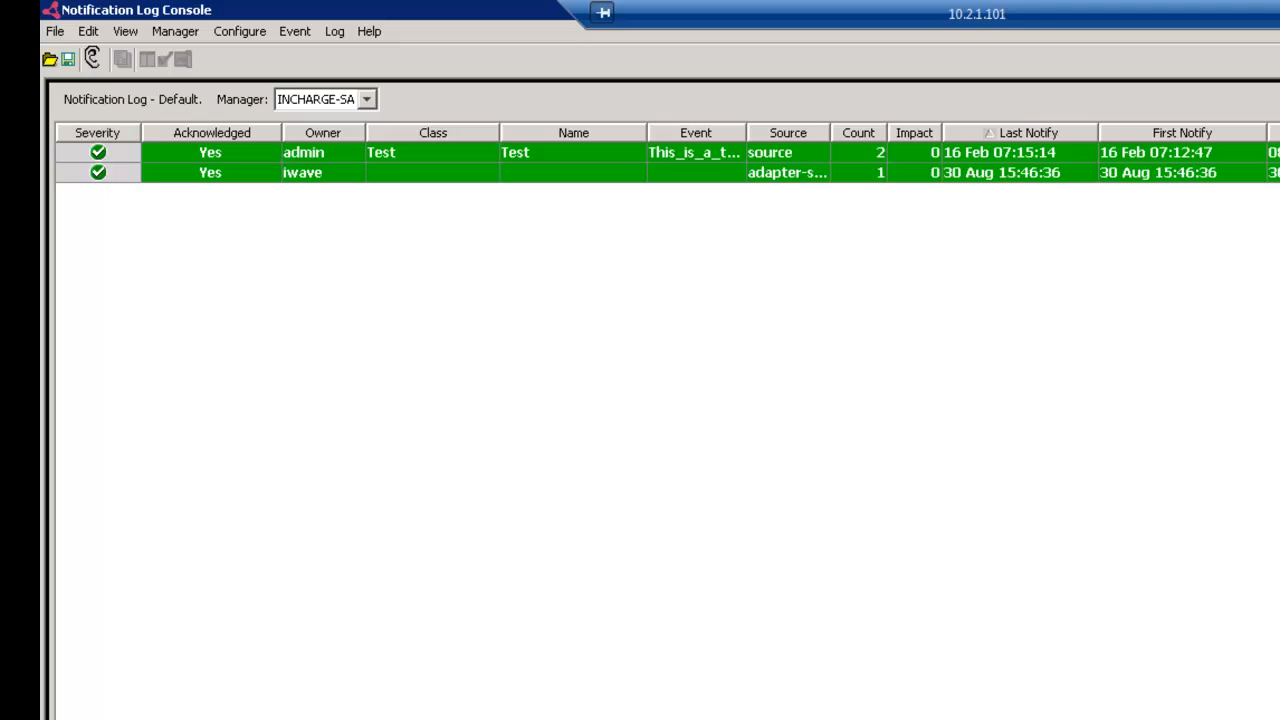 Notification Log Console
10.2.1.101
File Edit View Manager Configure Event Log Help
Notification Log - Default. Manager: INCHARGE-SA
Severity Acknowledged Owner Class Name Event Source Count Impact Last Notify First Notify
Yes admin Test Test This_is_a_t... source 2 0 16 Feb 07:15:14 16 Feb 07:12:47
Yes iwave adapter-s... 1 0 30 Aug 15:46:36 30 Aug 15:46:36